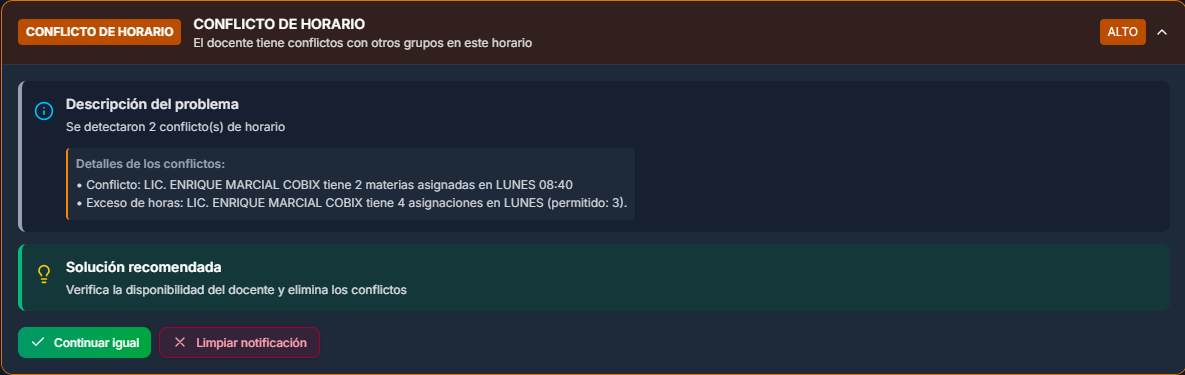 CONFLICTO DE HORARIO
CONFLICTO DE HORARIO
El docente tiene conflictos con otros grupos en este horario
ALTO
Descripción del problema
Se detectaron 2 conflicto(s) de horario
Detalles de los conflictos:
• Conflicto: LIC. ENRIQUE MARCIAL COBIX tiene 2 materias asignadas en LUNES 08:40
• Exceso de horas: LIC. ENRIQUE MARCIAL COBIX tiene 4 asignaciones en LUNES (permitido: 3).
Solución recomendada
Verifica la disponibilidad del docente y elimina los conflictos
Continuar igual
Limpiar notificación